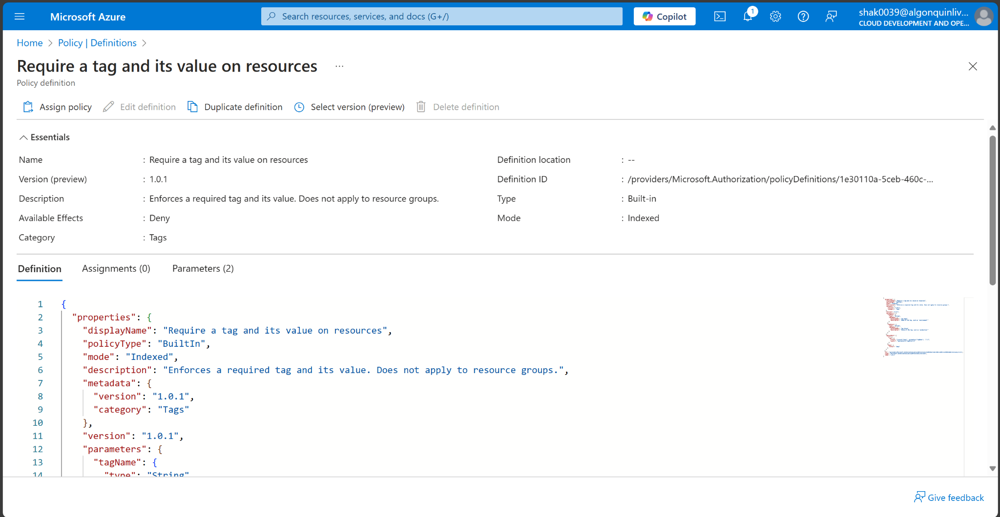 Microsoft Azure
Search resources, services, and docs (G+/)
Copilot
1
shak0039@algonquinliv...
CLOUD DEVELOPMENT AND OPE...
Home > Policy | Definitions >
Require a tag and its value on resources ...
Policy definition
Assign policy Edit definition Duplicate definition Select version (preview) Delete definition
Essentials
Name : Require a tag and its value on resources
Version (preview) : 1.0.1
Description : Enforces a required tag and its value. Does not apply to resource groups.
Available Effects : Deny
Category : Tags
Definition location : --
Definition ID : /providers/Microsoft.Authorization/policyDefinitions/1e30110a-5ceb-460c-...
Type : Built-in
Mode : Indexed
Definition Assignments (0) Parameters (2)
1 {
2 "properties": {
3 "displayName": "Require a tag and its value on resources",
4 "policyType": "BuiltIn",
5 "mode": "Indexed",
6 "description": "Enforces a required tag and its value. Does not apply to resource groups.",
7 "metadata": {
8 "version": "1.0.1",
9 "category": "Tags"
10 },
11 "version": "1.0.1",
12 "parameters": {
13 "tagName": {
14 "type": "String"
Give feedback